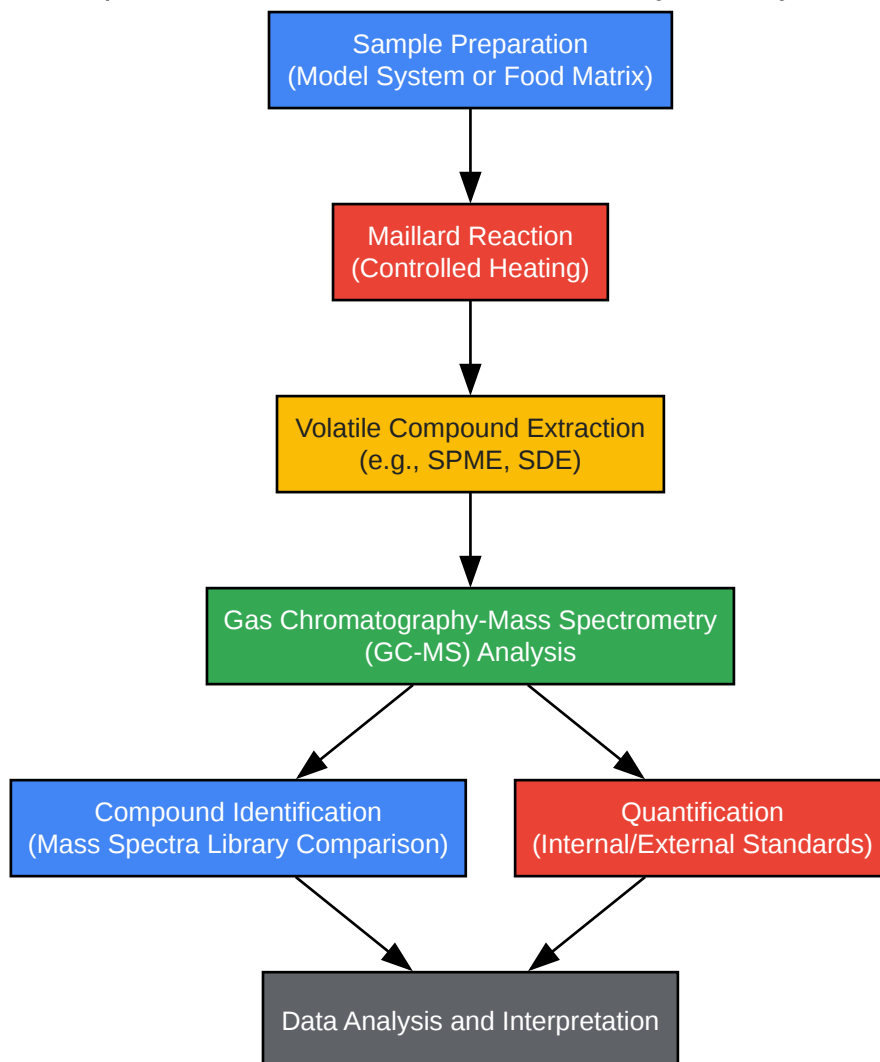 Sample Preparation
(Model System or Food Matrix)
Maillard Reaction
(Controlled Heating)
Volatile Compound Extraction
(e.g., SPME, SDE)
Gas Chromatography-Mass Spectrometry
(GC-MS) Analysis
Compound Identification
(Mass Spectra Library Comparison)
Quantification
(Internal/External Standards)
Data Analysis and Interpretation